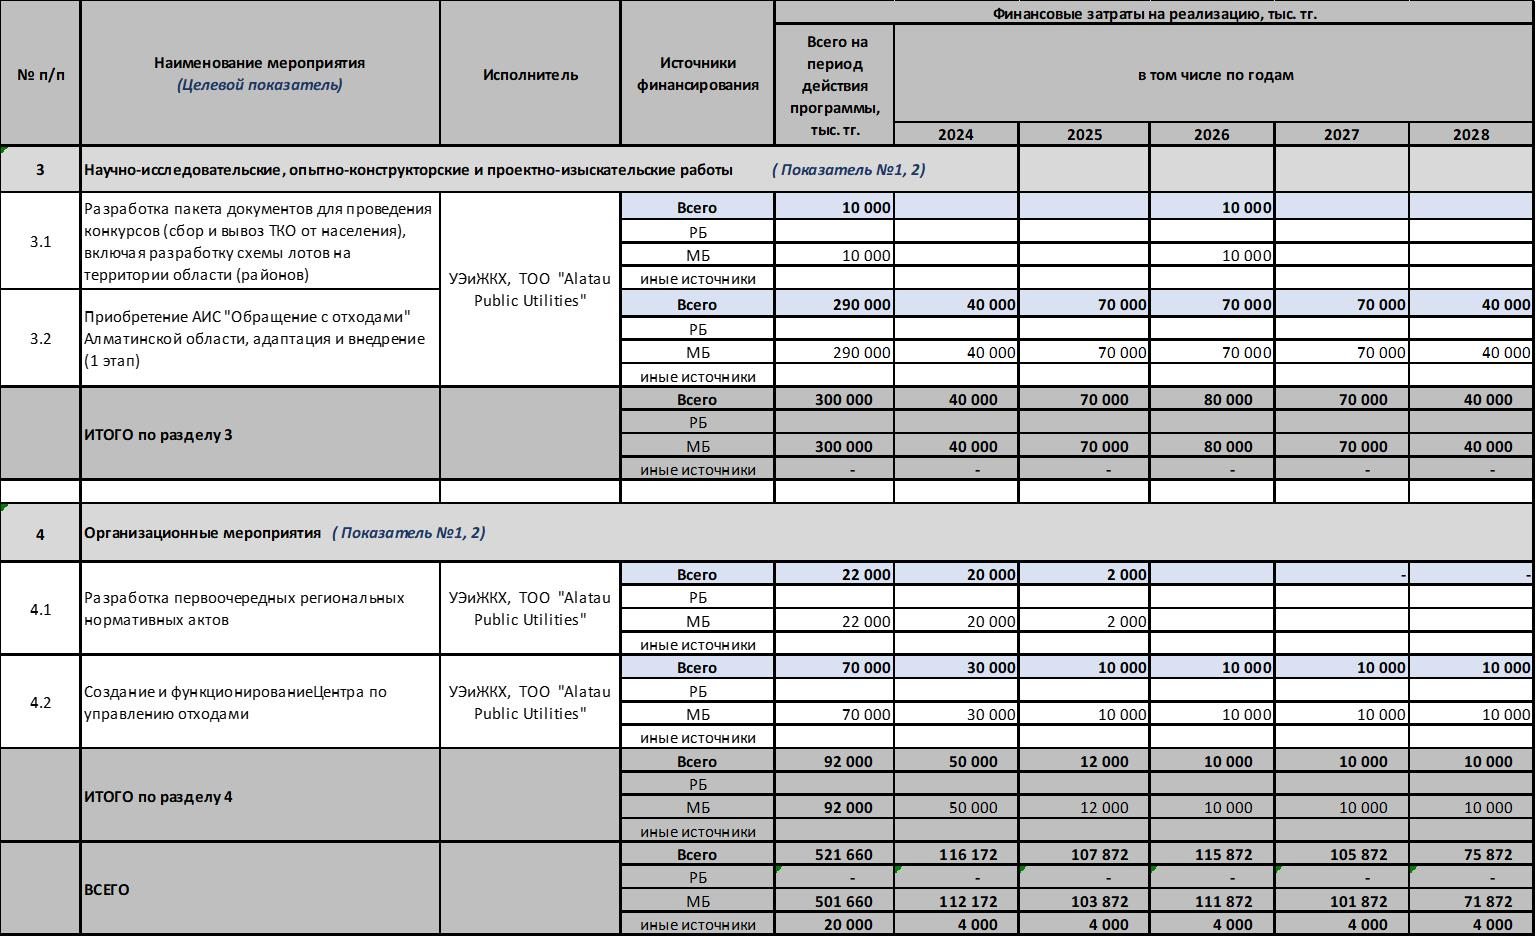 Финансовые затраты на реализацию, тыс. тг.
№ п/п
Наименование мероприятия
(Целевой показатель)
Исполнитель
Источники
финансирования
Всего на
период
действия
программы,
тыс. тг.
в том числе по годам
2024 2025 2026 2027 2028
3 Научно-исследовательские, опытно-конструкторские и проектно-изыскательские работы ( Показатель №1, 2)
3.1
Разработка пакета документов для проведения
конкурсов (сбор и вывоз ТКО от населения),
включая разработку схемы лотов на
территории области (районов)
УЭиЖКХ, ТОО "Alatau
Public Utilities"
Всего 10 000 10 000
РБ
МБ 10 000 10 000
иные источники
3.2
Приобретение АИС "Обращение с отходами"
Алматинской области, адаптация и внедрение
(1 этап)
Всего 290 000 40 000 70 000 70 000 70 000 40 000
РБ
МБ 290 000 40 000 70 000 70 000 70 000 40 000
иные источники
ИТОГО по разделу 3
Всего 300 000 40 000 70 000 80 000 70 000 40 000
РБ
МБ 300 000 40 000 70 000 80 000 70 000 40 000
иные источники - - - - - -
4 Организационные мероприятия ( Показатель №1, 2)
4.1
Разработка первоочередных региональных
нормативных актов
УЭиЖКХ, ТОО "Alatau
Public Utilities"
Всего 22 000 20 000 2 000 - -
РБ
МБ 22 000 20 000 2 000
иные источники
4.2
Создание и функционированиеЦентра по
управлению отходами
УЭиЖКХ, ТОО "Alatau
Public Utilities"
Всего 70 000 30 000 10 000 10 000 10 000 10 000
РБ
МБ 70 000 30 000 10 000 10 000 10 000 10 000
иные источники
ИТОГО по разделу 4
Всего 92 000 50 000 12 000 10 000 10 000 10 000
РБ
МБ 92 000 50 000 12 000 10 000 10 000 10 000
иные источники
ВСЕГО
Всего 521 660 116 172 107 872 115 872 105 872 75 872
РБ - - - - - -
МБ 501 660 112 172 103 872 111 872 101 872 71 872
иные источники 20 000 4 000 4 000 4 000 4 000 4 000